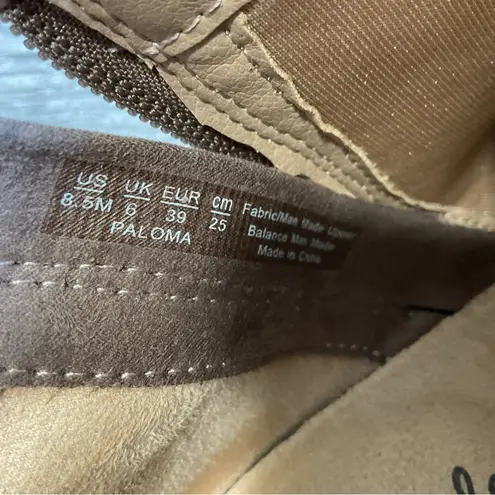 US UK EUR cm
8.5M 6 39 25
PALOMA
Fabric/Man Made Upper
Balance Man Made
Made in China